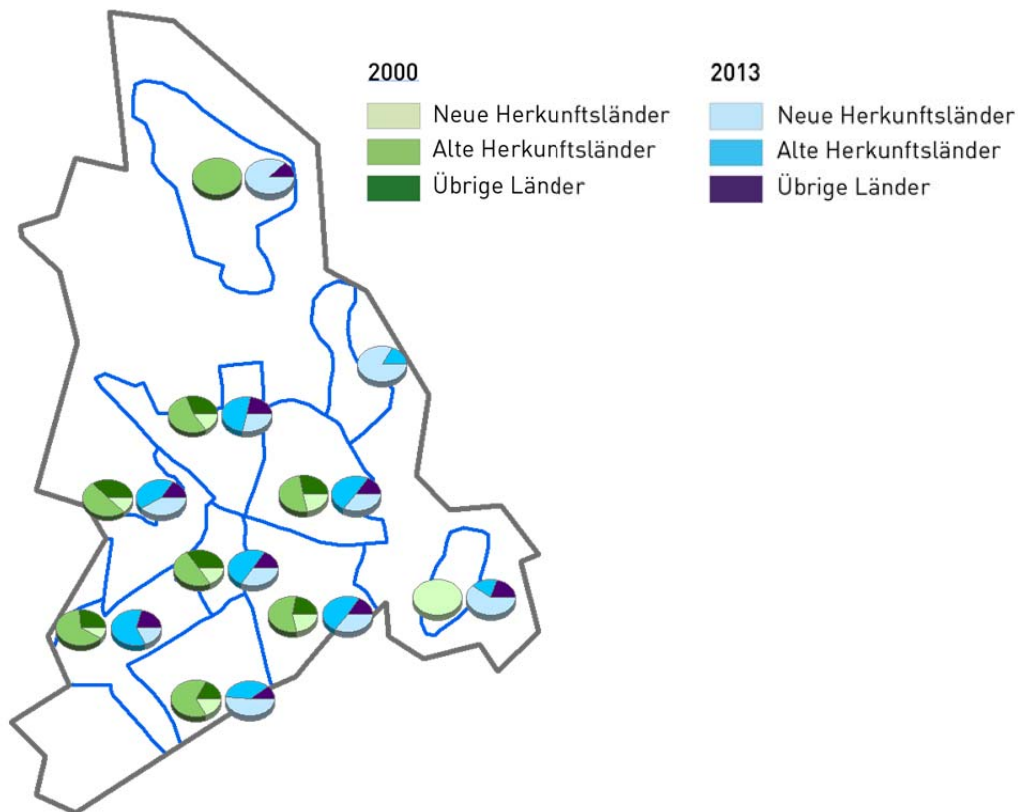 2000
Neue Herkunftsländer
Alte Herkunftsländer
Übrige Länder
2013
Neue Herkunftsländer
Alte Herkunftsländer
Übrige Länder